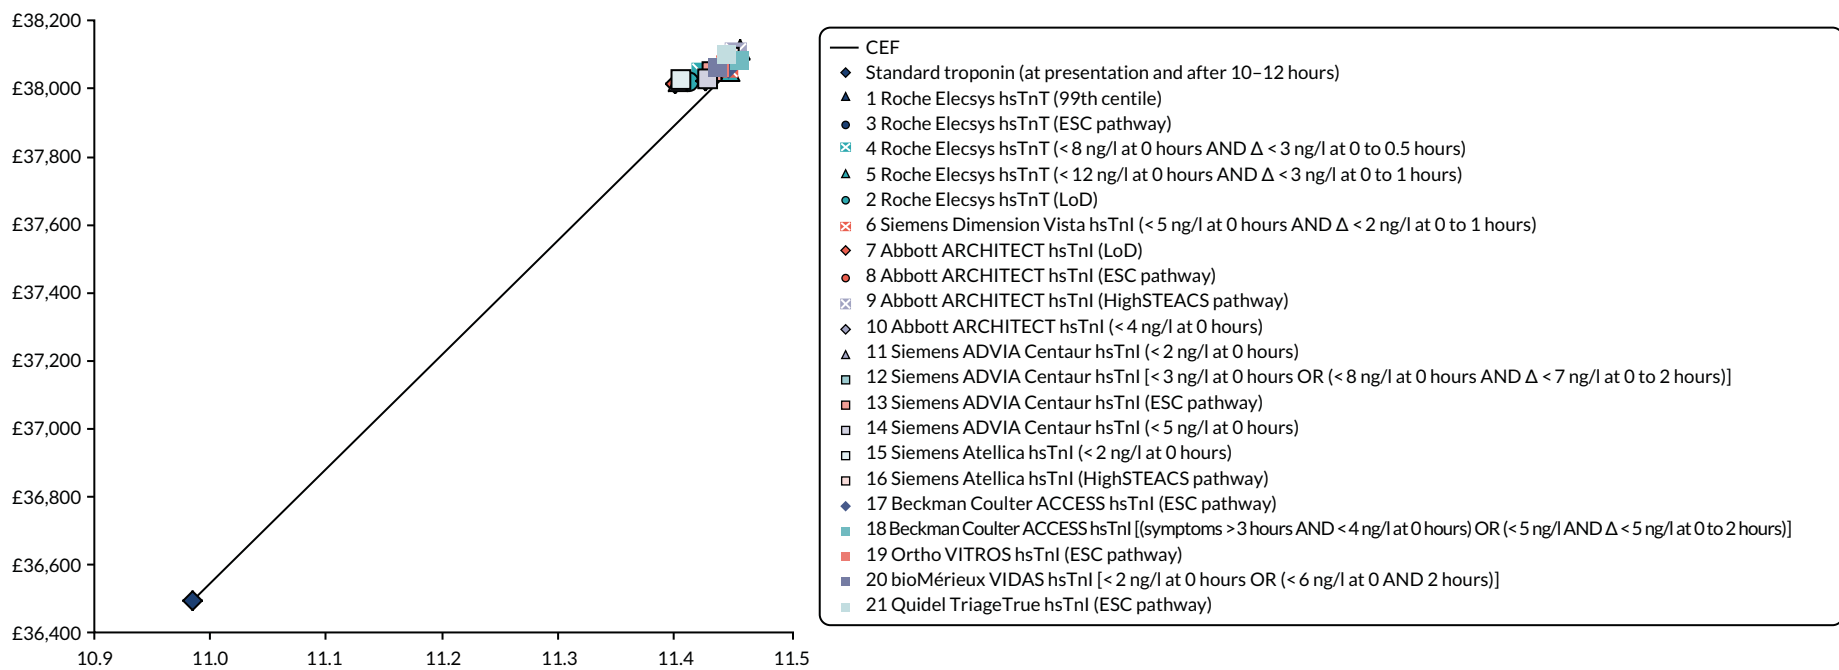 £38,200
£38,000
£37,800
£37,600
£37,400
£37,200
£37,000
£36,800
£36,600
£36,400
10.9
11.0
11.1
11.2
11.3
11.4
11.5
CEF
Standard troponin (at presentation and after 10–12 hours)
1 Roche Elecsys hsTnT (99th centile)
3 Roche Elecsys hsTnT (ESC pathway)
4 Roche Elecsys hsTnT (< 8 ng/l at 0 hours AND Δ < 3 ng/l at 0 to 0.5 hours)
5 Roche Elecsys hsTnT (< 12 ng/l at 0 hours AND Δ < 3 ng/l at 0 to 1 hours)
2 Roche Elecsys hsTnT (LoD)
6 Siemens Dimension Vista hsTnI (< 5 ng/l at 0 hours AND Δ < 2 ng/l at 0 to 1 hours)
7 Abbott ARCHITECT hsTnI (LoD)
8 Abbott ARCHITECT hsTnI (ESC pathway)
9 Abbott ARCHITECT hsTnI (HighSTEACS pathway)
10 Abbott ARCHITECT hsTnI (< 4 ng/l at 0 hours)
11 Siemens ADVIA Centaur hsTnI (< 2 ng/l at 0 hours)
12 Siemens ADVIA Centaur hsTnI [< 3 ng/l at 0 hours OR (< 8 ng/l at 0 hours AND Δ < 7 ng/l at 0 to 2 hours)]
13 Siemens ADVIA Centaur hsTnI (ESC pathway)
14 Siemens ADVIA Centaur hsTnI (< 5 ng/l at 0 hours)
15 Siemens Atellica hsTnI (< 2 ng/l at 0 hours)
16 Siemens Atellica hsTnI (HighSTEACS pathway)
17 Beckman Coulter ACCESS hsTnI (ESC pathway)
18 Beckman Coulter ACCESS hsTnI [(symptoms > 3 hours AND < 4 ng/l at 0 hours) OR (< 5 ng/l AND Δ < 5 ng/l at 0 to 2 hours)]
19 Ortho VITROS hsTnI (ESC pathway)
20 bioMérieux VIDAS hsTnI [< 2 ng/l at 0 hours OR (< 6 ng/l at 0 AND 2 hours)]
21 Quidel TriageTrue hsTnI (ESC pathway)